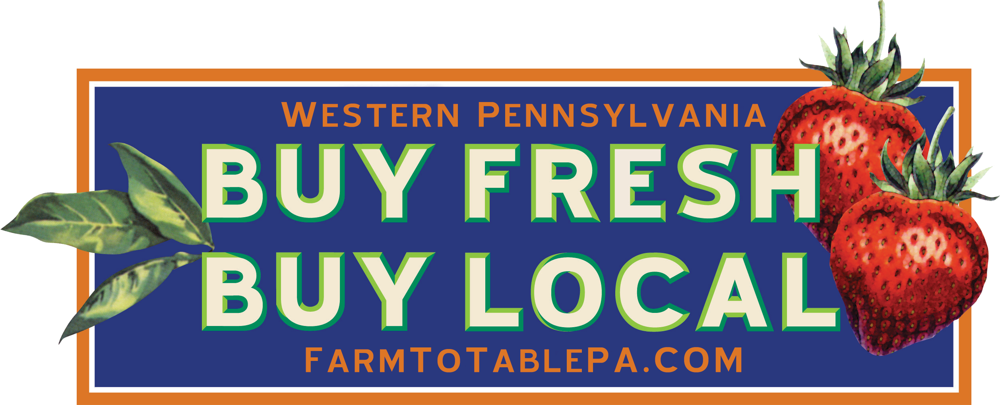 Western Pennsylvania
BUY FRESH
BUY LOCAL
FarmToTablePA.com